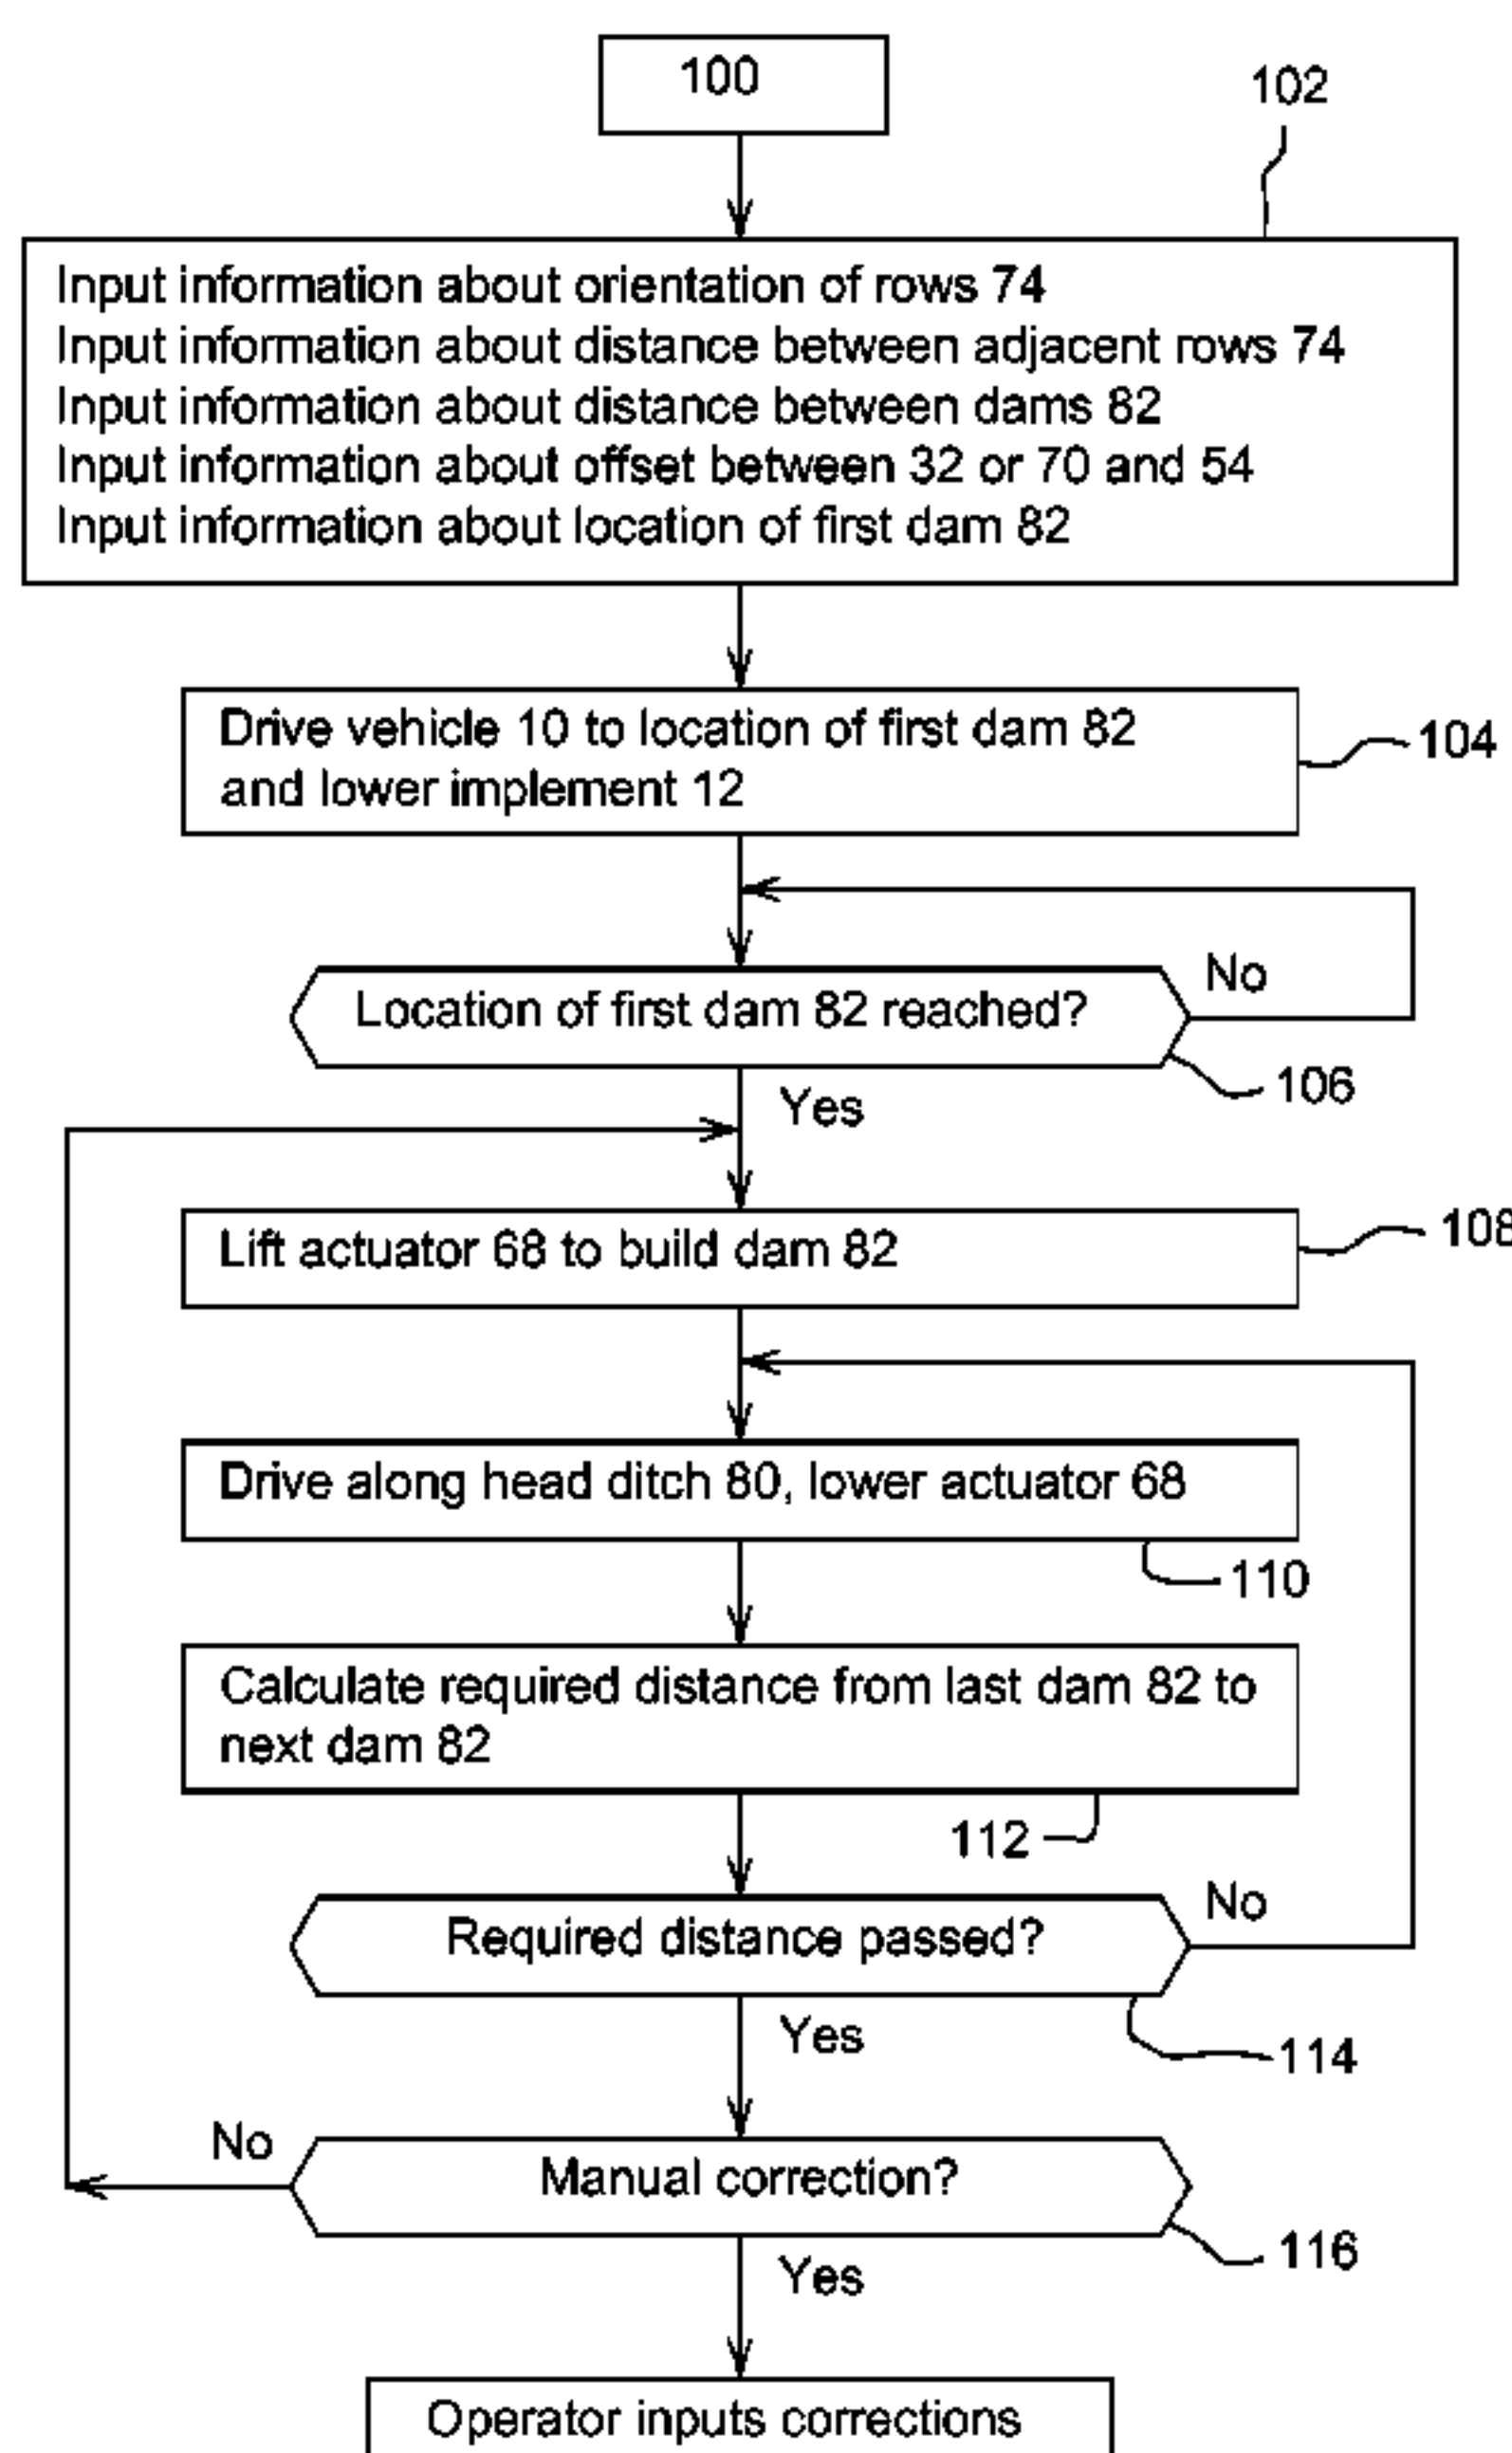 100
102
Input information about orientation of rows 74
Input information about distance between adjacent rows 74
Input information about distance between dams 82
Input information about offset between 32 or 70 and 54
Input information about location of first dam 82
Drive vehicle 10 to location of first dam 82
and lower implement 12
104
No
Location of first dam 82 reached?
106
Yes
Lift actuator 68 to build dam 82
108
Drive along head ditch 80, lower actuator 68
110
Calculate required distance from last dam 82 to
next dam 82
112
No
Required distance passed?
Yes
114
No
Manual correction?
116
Yes
Operator inputs corrections